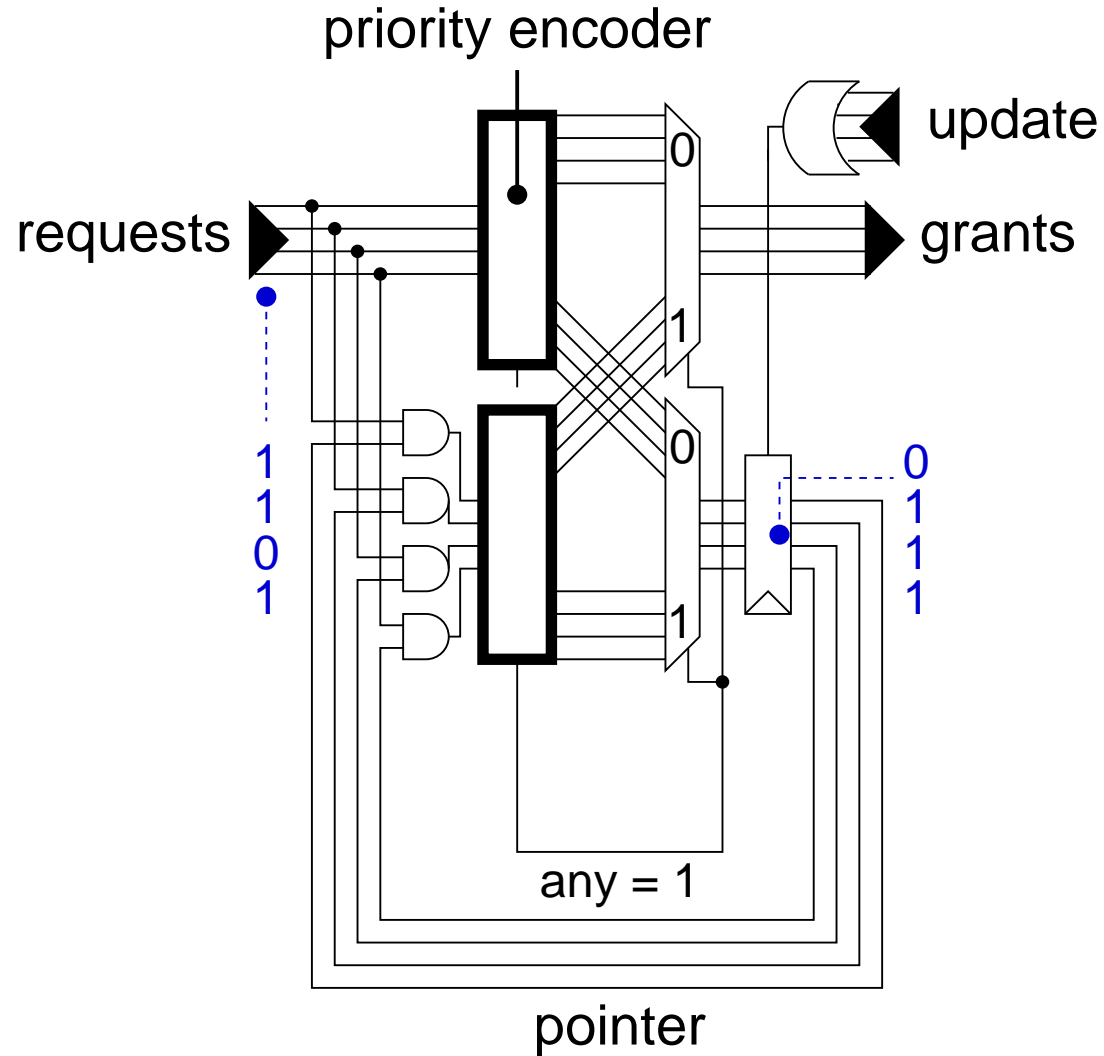 priority encoder
update
0
requests
grants
1
0
1
1
0
1
0
1
1
1
1
any = 1
pointer